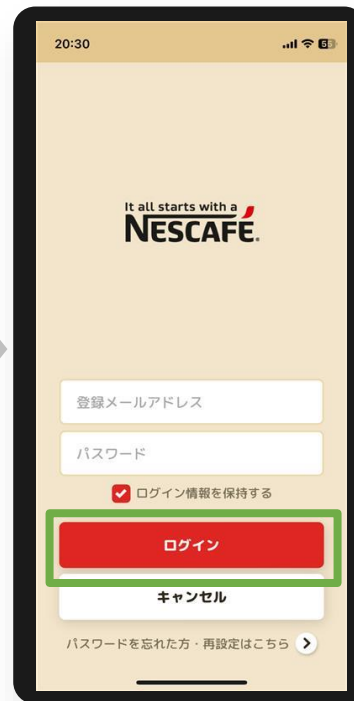 20:30
It all starts with a
NESCAFÉ.
登録メールアドレス
パスワード
ログイン情報を保持する
ログイン
キャンセル
パスワードを忘れた方・再設定はこちら